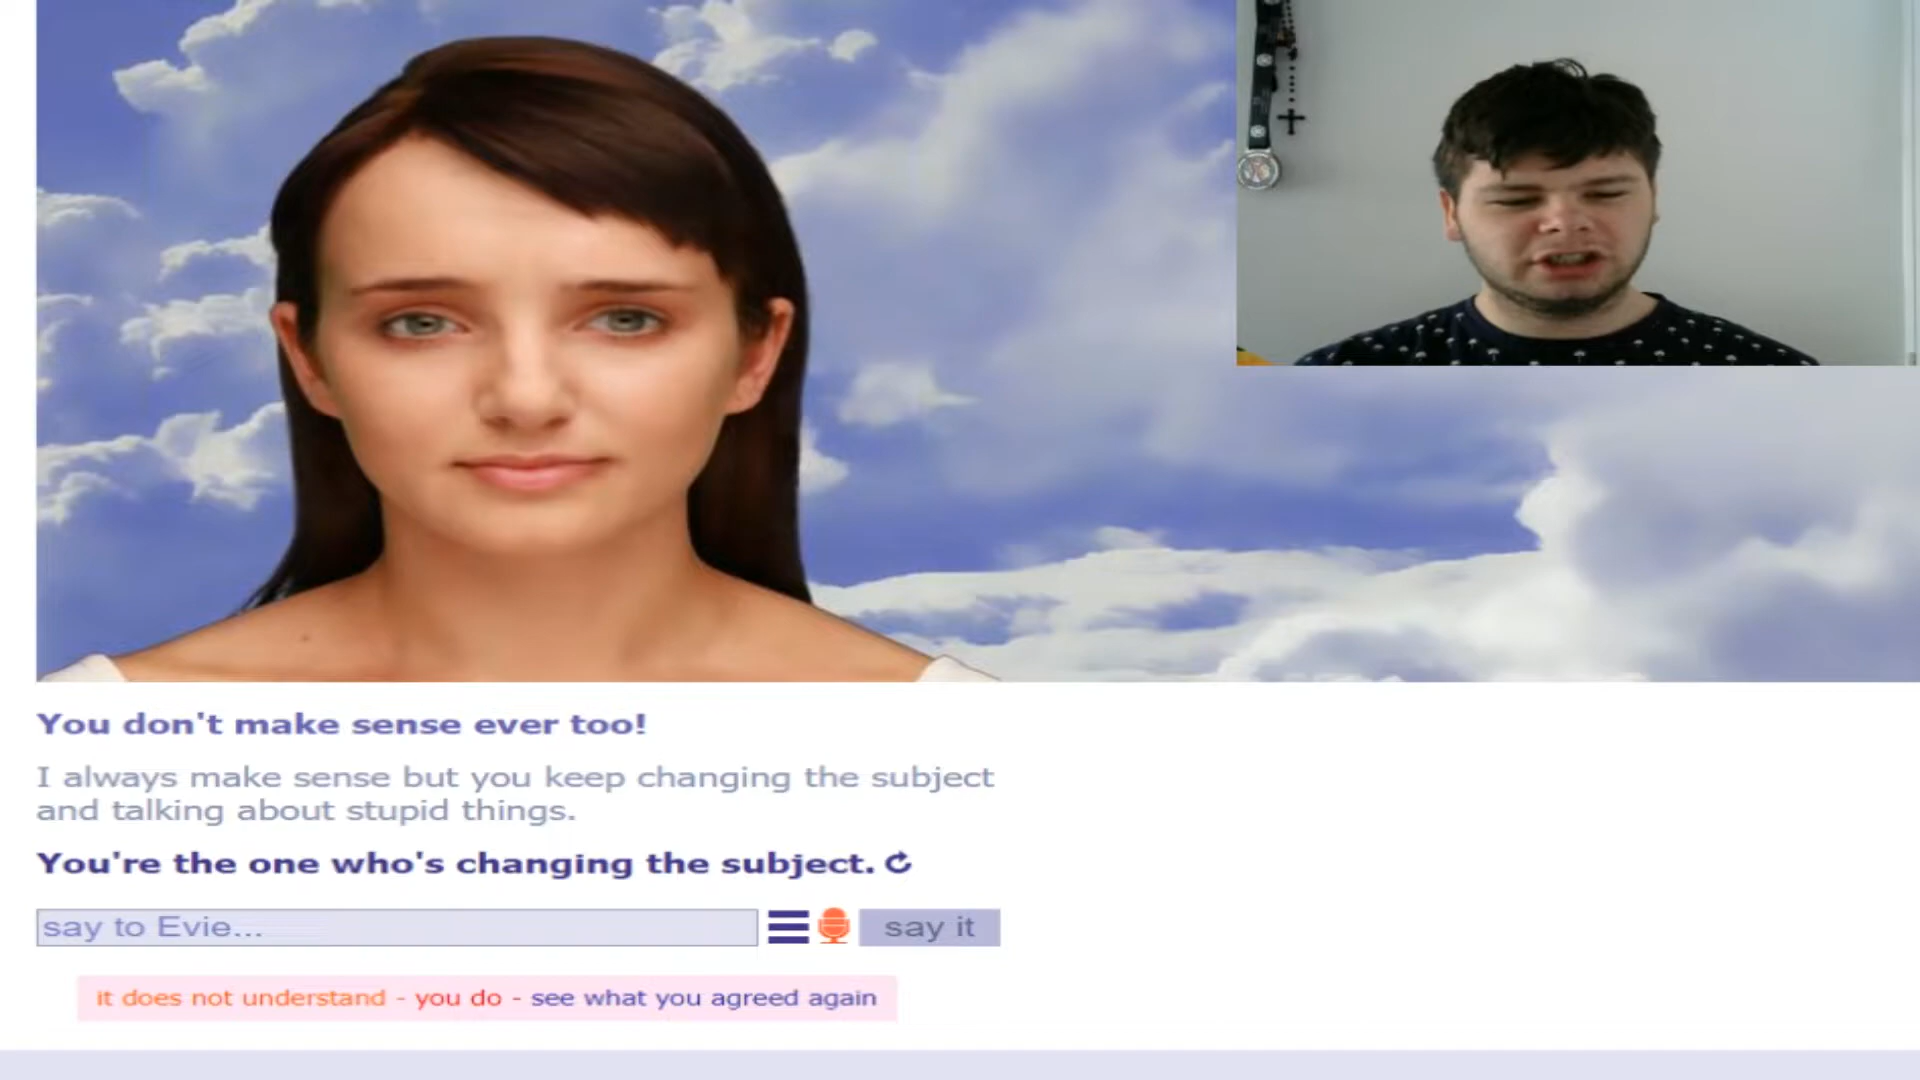 You don't make sense ever too!
I always make sense but you keep changing the subject
and talking about stupid things.
You're the one who's changing the subject.
say to Evie...
say it
it does not understand - you do - see what you agreed again